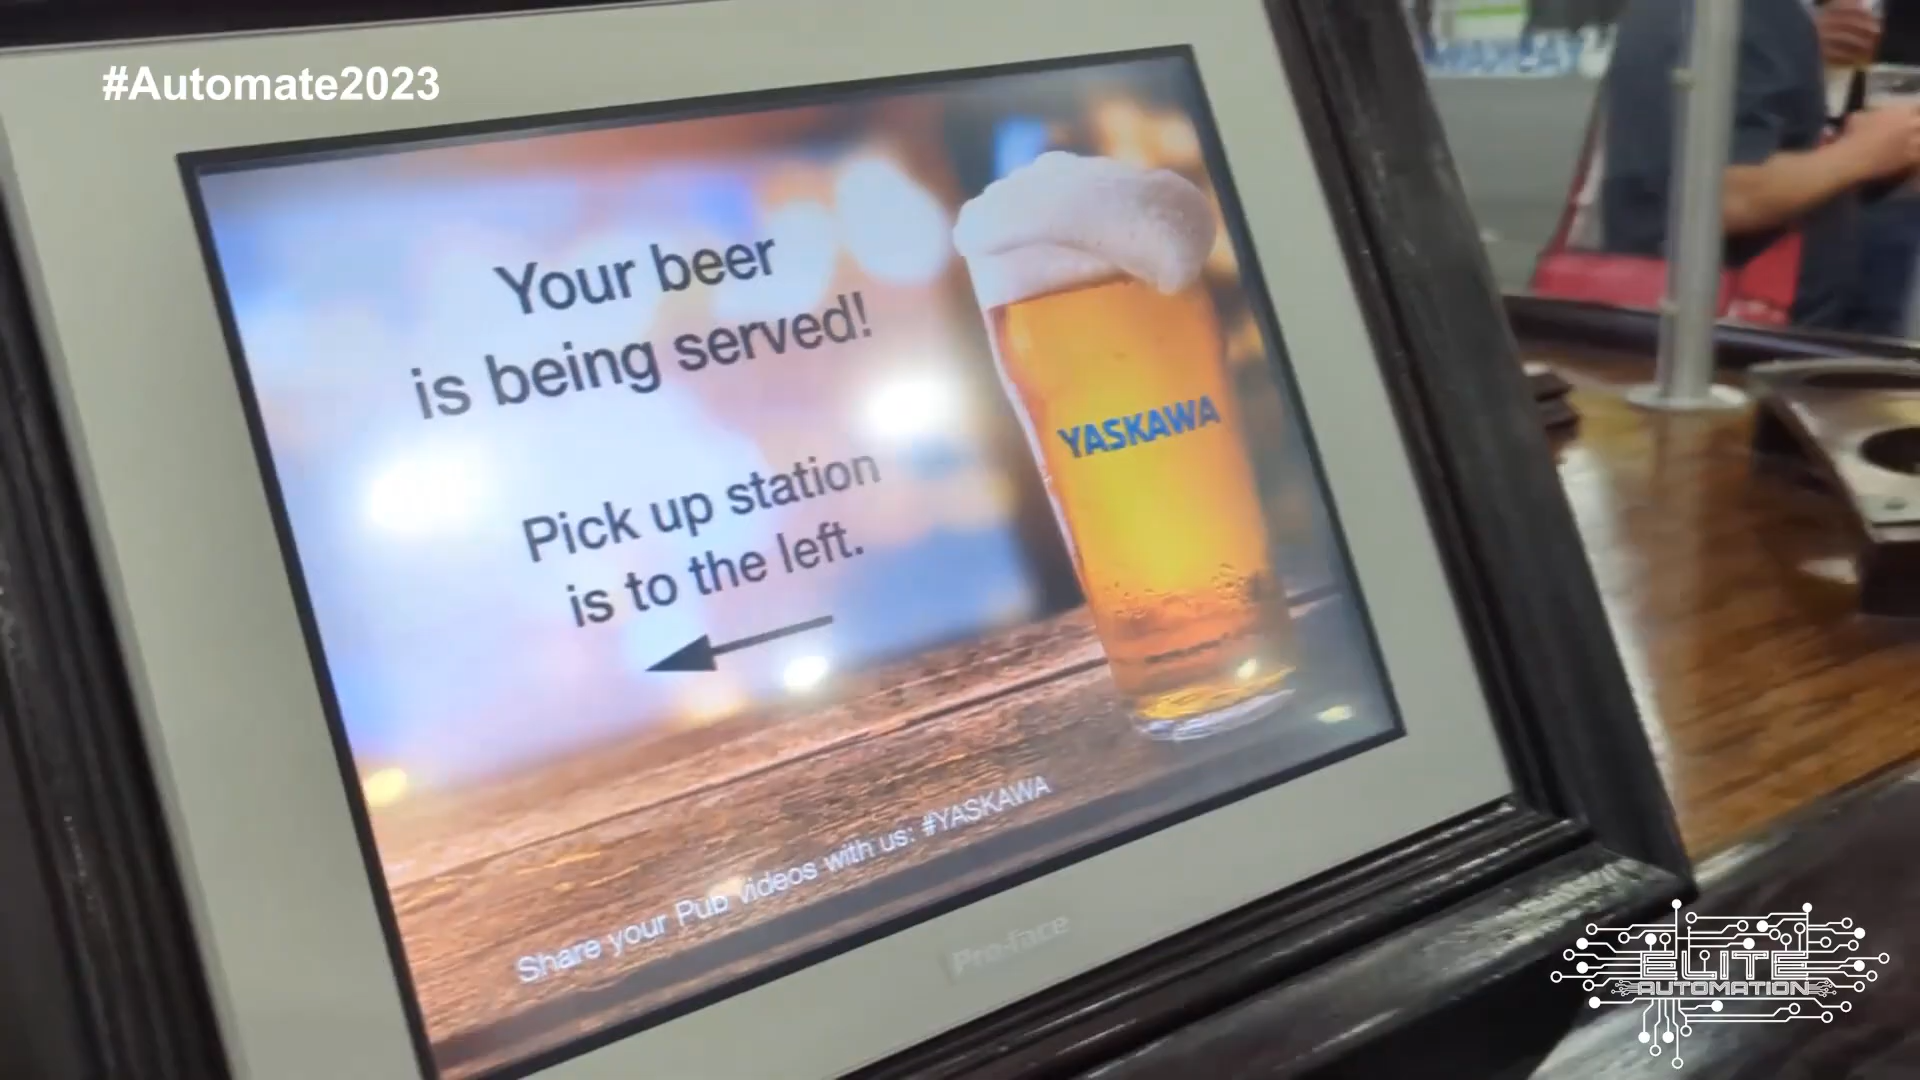 #Automate2023
Your beer
is being served!
YASKAWA
Pick up station
is to the left.
Share your Pub videos with us: #YASKAWA
Pro-face
ELITE
AUTOMATION